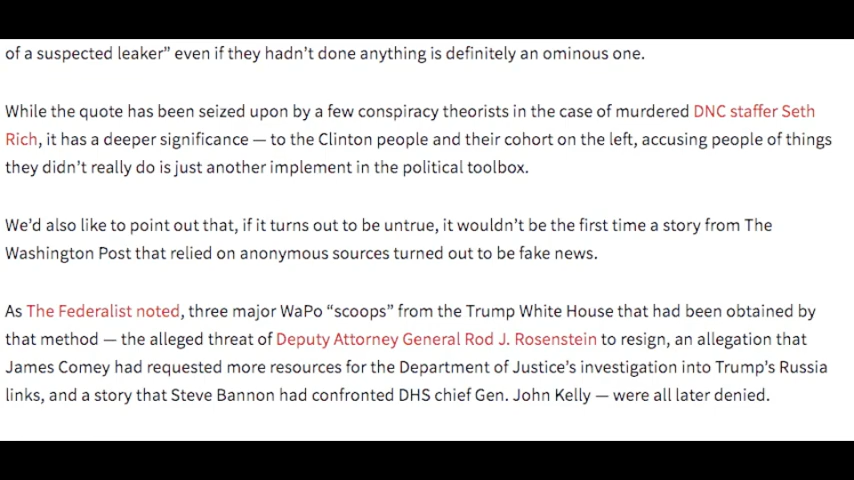 of a suspected leaker” even if they hadn’t done anything is definitely an ominous one.
While the quote has been seized upon by a few conspiracy theorists in the case of murdered DNC staffer Seth
Rich, it has a deeper significance — to the Clinton people and their cohort on the left, accusing people of things
they didn’t really do is just another implement in the political toolbox.
We’d also like to point out that, if it turns out to be untrue, it wouldn’t be the first time a story from The
Washington Post that relied on anonymous sources turned out to be fake news.
As The Federalist noted, three major WaPo “scoops” from the Trump White House that had been obtained by
that method — the alleged threat of Deputy Attorney General Rod J. Rosenstein to resign, an allegation that
James Comey had requested more resources for the Department of Justice’s investigation into Trump’s Russia
links, and a story that Steve Bannon had confronted DHS chief Gen. John Kelly — were all later denied.